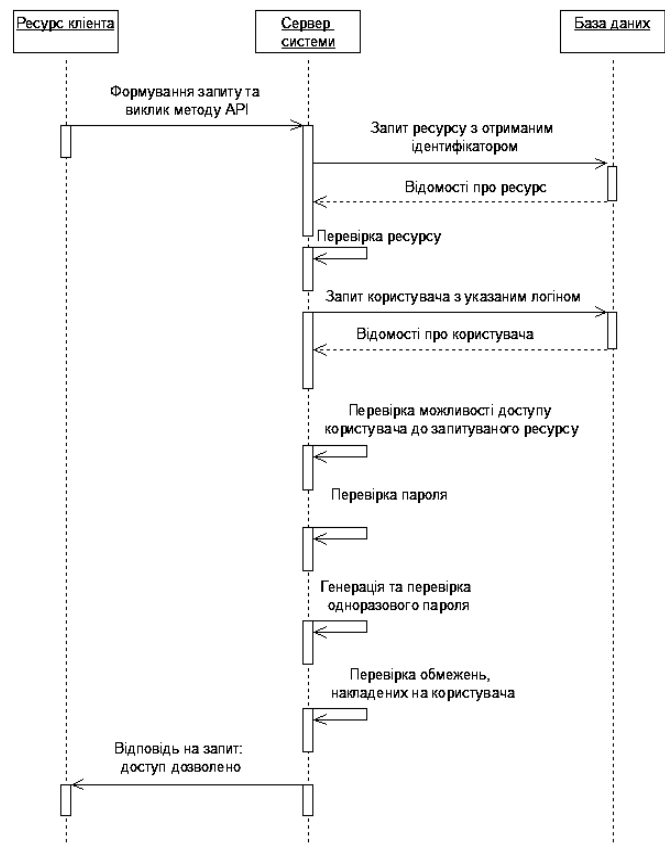 Ресурс клієнта
Сервер
системи
База даних
Формування запиту та
виклик методу API
Запит ресурсу з отриманим
ідентифікатором
Відомості про ресурс
Перевірка ресурсу
Запит користувача з указаним логіном
Відомості про користувача
Перевірка можливості доступу
користувача до запитуваного ресурсу
Перевірка пароля
Генерація та перевірка
одноразового пароля
Перевірка обмежень,
накладених на користувача
Відповідь на запит:
доступ дозволено